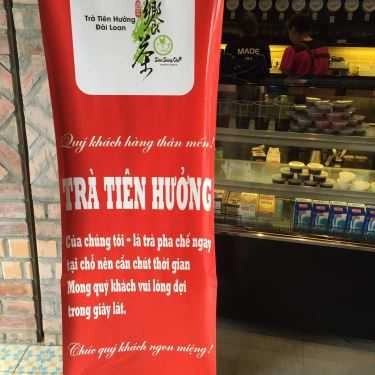 Trà Tiên Hưởng
Đài Loan
饗茶
Quý khách hàng thân mến!
TRÀ TIÊN HƯỞNG
Của chúng tôi - là trà pha chế ngay
tại chỗ nên cần chút thời gian
Mong quý khách vui lòng đợi
trong giây lát.
Chúc quý khách ngon miệng!
MADE